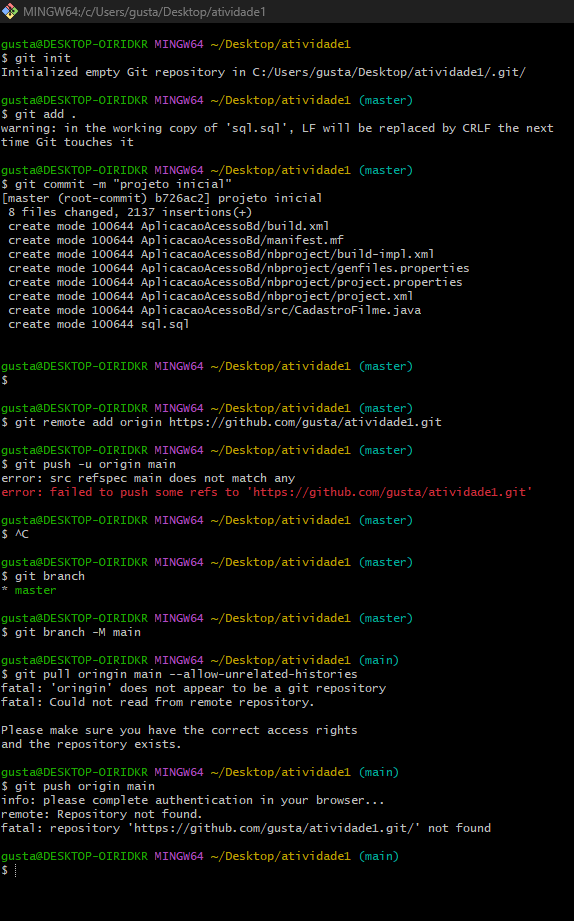 MINGW64:/c/Users/gusta/Desktop/atividade1
gusta@DESKTOP-OIRIDKR MINGW64 ~/Desktop/atividade1
$ git init
Initialized empty Git repository in C:/Users/gusta/Desktop/atividade1/.git/
gusta@DESKTOP-OIRIDKR MINGW64 ~/Desktop/atividade1 (master)
$ git add .
warning: in the working copy of 'sql.sql', LF will be replaced by CRLF the next
time Git touches it
gusta@DESKTOP-OIRIDKR MINGW64 ~/Desktop/atividade1 (master)
$ git commit -m "projeto inicial"
[master (root-commit) b726ac2] projeto inicial
 8 files changed, 2137 insertions(+)
 create mode 100644 AplicacaoAcessoBd/build.xml
 create mode 100644 AplicacaoAcessoBd/manifest.mf
 create mode 100644 AplicacaoAcessoBd/nbproject/build-impl.xml
 create mode 100644 AplicacaoAcessoBd/nbproject/genfiles.properties
 create mode 100644 AplicacaoAcessoBd/nbproject/project.properties
 create mode 100644 AplicacaoAcessoBd/nbproject/project.xml
 create mode 100644 AplicacaoAcessoBd/src/CadastroFilme.java
 create mode 100644 sql.sql
gusta@DESKTOP-OIRIDKR MINGW64 ~/Desktop/atividade1 (master)
$
gusta@DESKTOP-OIRIDKR MINGW64 ~/Desktop/atividade1 (master)
$ git remote add origin https://github.com/gusta/atividade1.git
gusta@DESKTOP-OIRIDKR MINGW64 ~/Desktop/atividade1 (master)
$ git push -u origin main
error: src refspec main does not match any
error: failed to push some refs to 'https://github.com/gusta/atividade1.git'
gusta@DESKTOP-OIRIDKR MINGW64 ~/Desktop/atividade1 (master)
$ ^C
gusta@DESKTOP-OIRIDKR MINGW64 ~/Desktop/atividade1 (master)
$ git branch
* master
gusta@DESKTOP-OIRIDKR MINGW64 ~/Desktop/atividade1 (master)
$ git branch -M main
gusta@DESKTOP-OIRIDKR MINGW64 ~/Desktop/atividade1 (main)
$ git pull oringin main --allow-unrelated-histories
fatal: 'oringin' does not appear to be a git repository
fatal: Could not read from remote repository.
Please make sure you have the correct access rights
and the repository exists.
gusta@DESKTOP-OIRIDKR MINGW64 ~/Desktop/atividade1 (main)
$ git push origin main
info: please complete authentication in your browser...
remote: Repository not found.
fatal: repository 'https://github.com/gusta/atividade1.git/' not found
gusta@DESKTOP-OIRIDKR MINGW64 ~/Desktop/atividade1 (main)
$